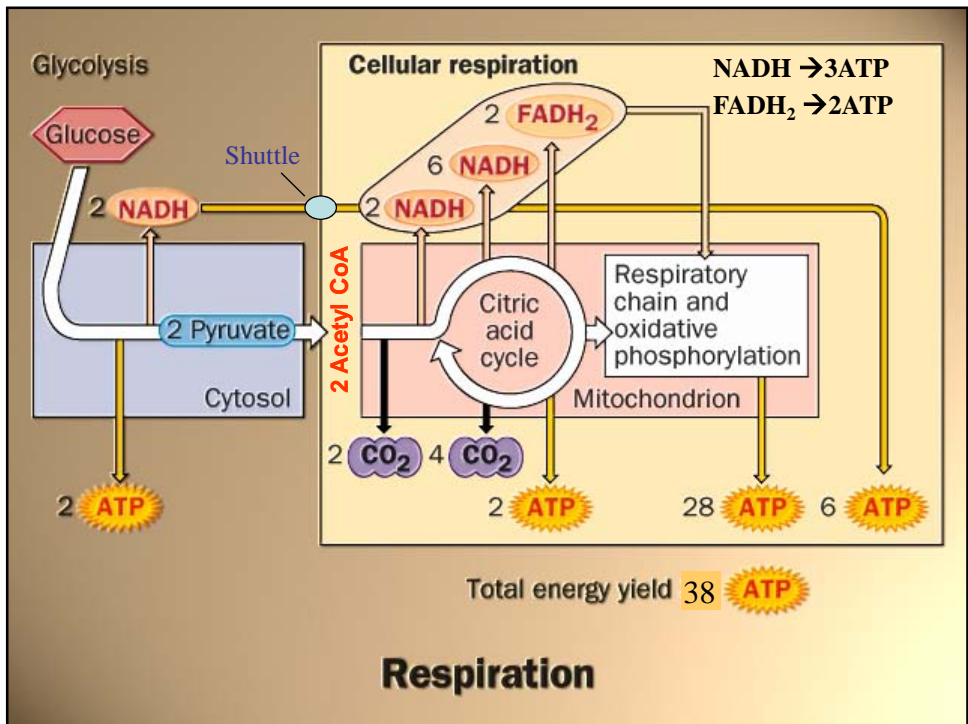 Glycolysis
Cellular respiration
NADH →3ATP
FADH₂ →2ATP
Glucose
Shuttle
2 FADH₂
6 NADH
2 NADH
2 NADH
2 Acetyl CoA
2 Pyruvate
Citric
acid
cycle
Respiratory
chain and
oxidative
phosphorylation
Cytosol
Mitochondrion
2 CO₂
4 CO₂
2 ATP
2 ATP
28 ATP
6 ATP
Total energy yield 38 ATP
Respiration